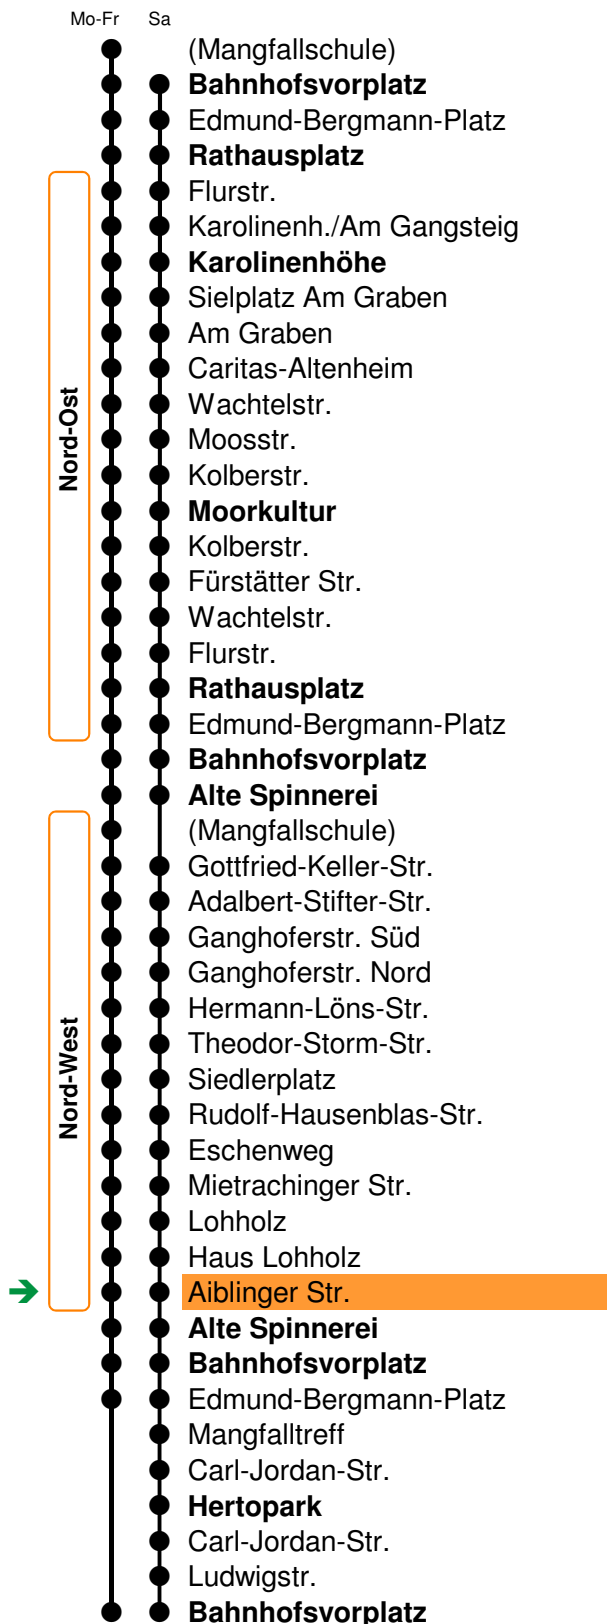 Mo-Fr Sa
(Mangfallschule)
Bahnhofsvorplatz
Edmund-Bergmann-Platz
Rathausplatz
Flurstr.
Karolinenh./Am Gangsteig
Karolinenhöhe
Sielplatz Am Graben
Am Graben
Caritas-Altenheim
Wachtelstr.
Nord-Ost
Moosstr.
Kolberstr.
Moorkultur
Kolberstr.
Fürstätter Str.
Wachtelstr.
Flurstr.
Rathausplatz
Edmund-Bergmann-Platz
Bahnhofsvorplatz
Alte Spinnerei
(Mangfallschule)
Gottfried-Keller-Str.
Adalbert-Stifter-Str.
Ganghoferstr. Süd
Ganghoferstr. Nord
Hermann-Löns-Str.
Theodor-Storm-Str.
Nord-West
Siedlerplatz
Rudolf-Hausenblas-Str.
Eschenweg
Mietrachinger Str.
Lohholz
Haus Lohholz
Aiblinger Str.
Alte Spinnerei
Bahnhofsvorplatz
Edmund-Bergmann-Platz
Mangfalltreff
Carl-Jordan-Str.
Hertopark
Carl-Jordan-Str.
Ludwigstr.
Bahnhofsvorplatz